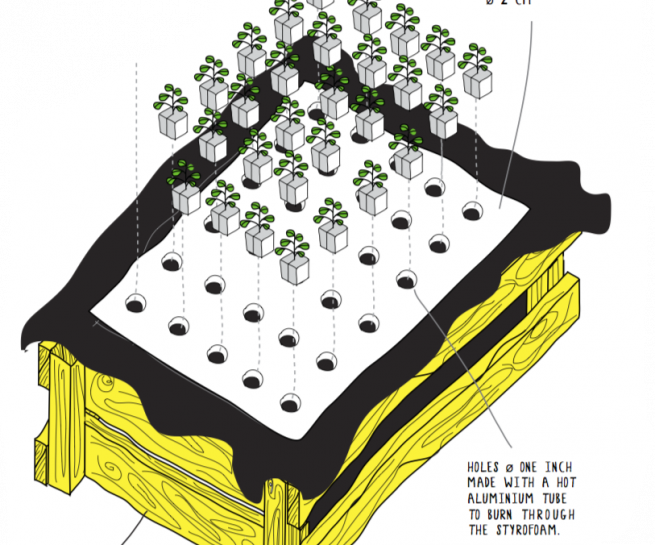 ø 2 cm
HOLES ø ONE INCH
MADE WITH A HOT
ALUMINIUM TUBE
TO BURN THROUGH
THE STYROFOAM.